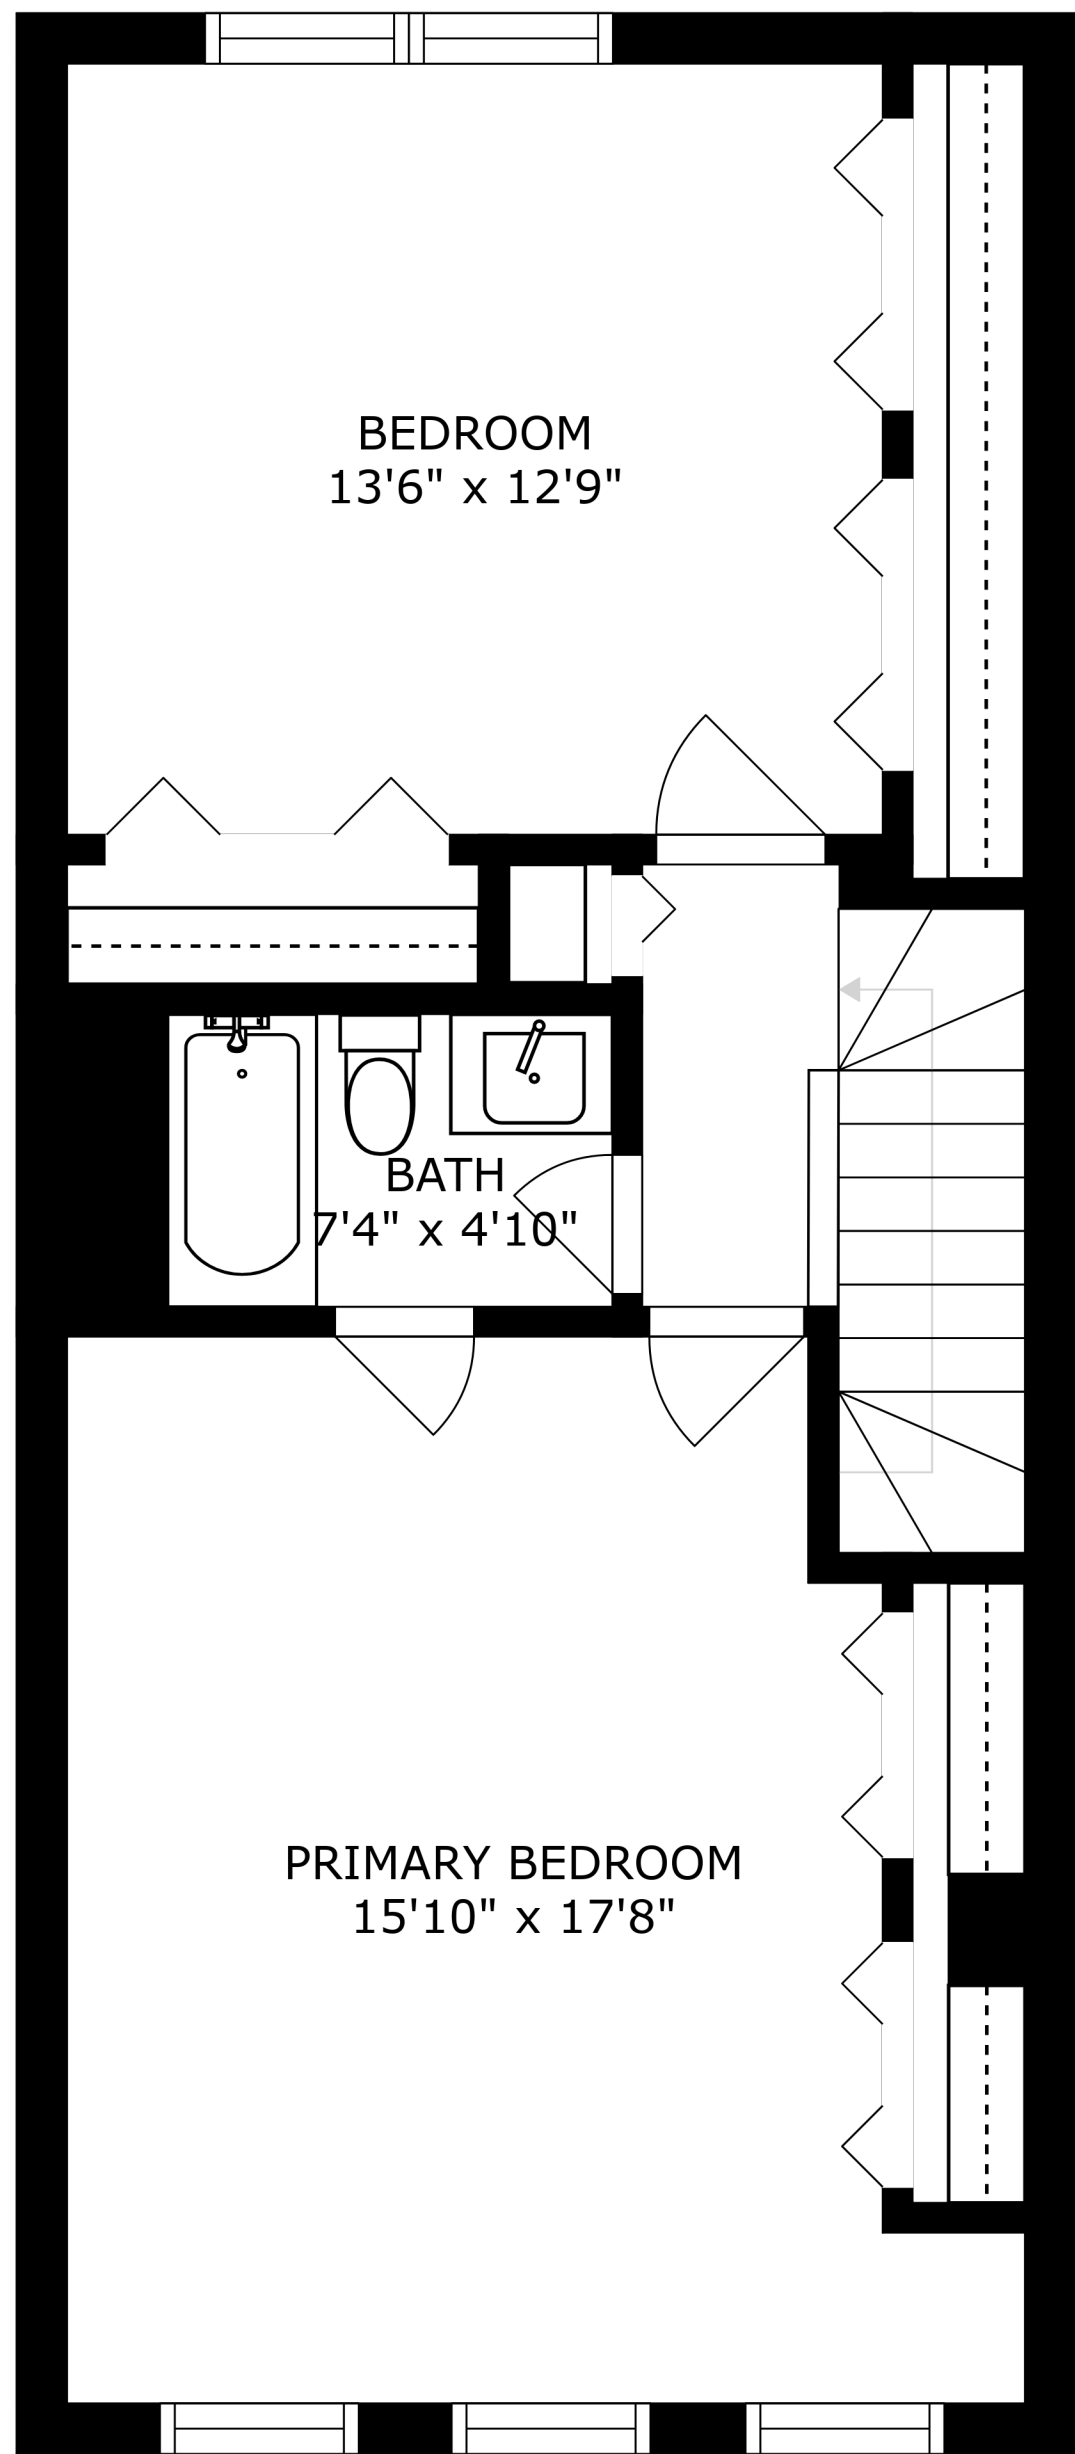 BEDROOM
13'6" x 12'9"
BATH
7'4" x 4'10"
PRIMARY BEDROOM
15'10" x 17'8"